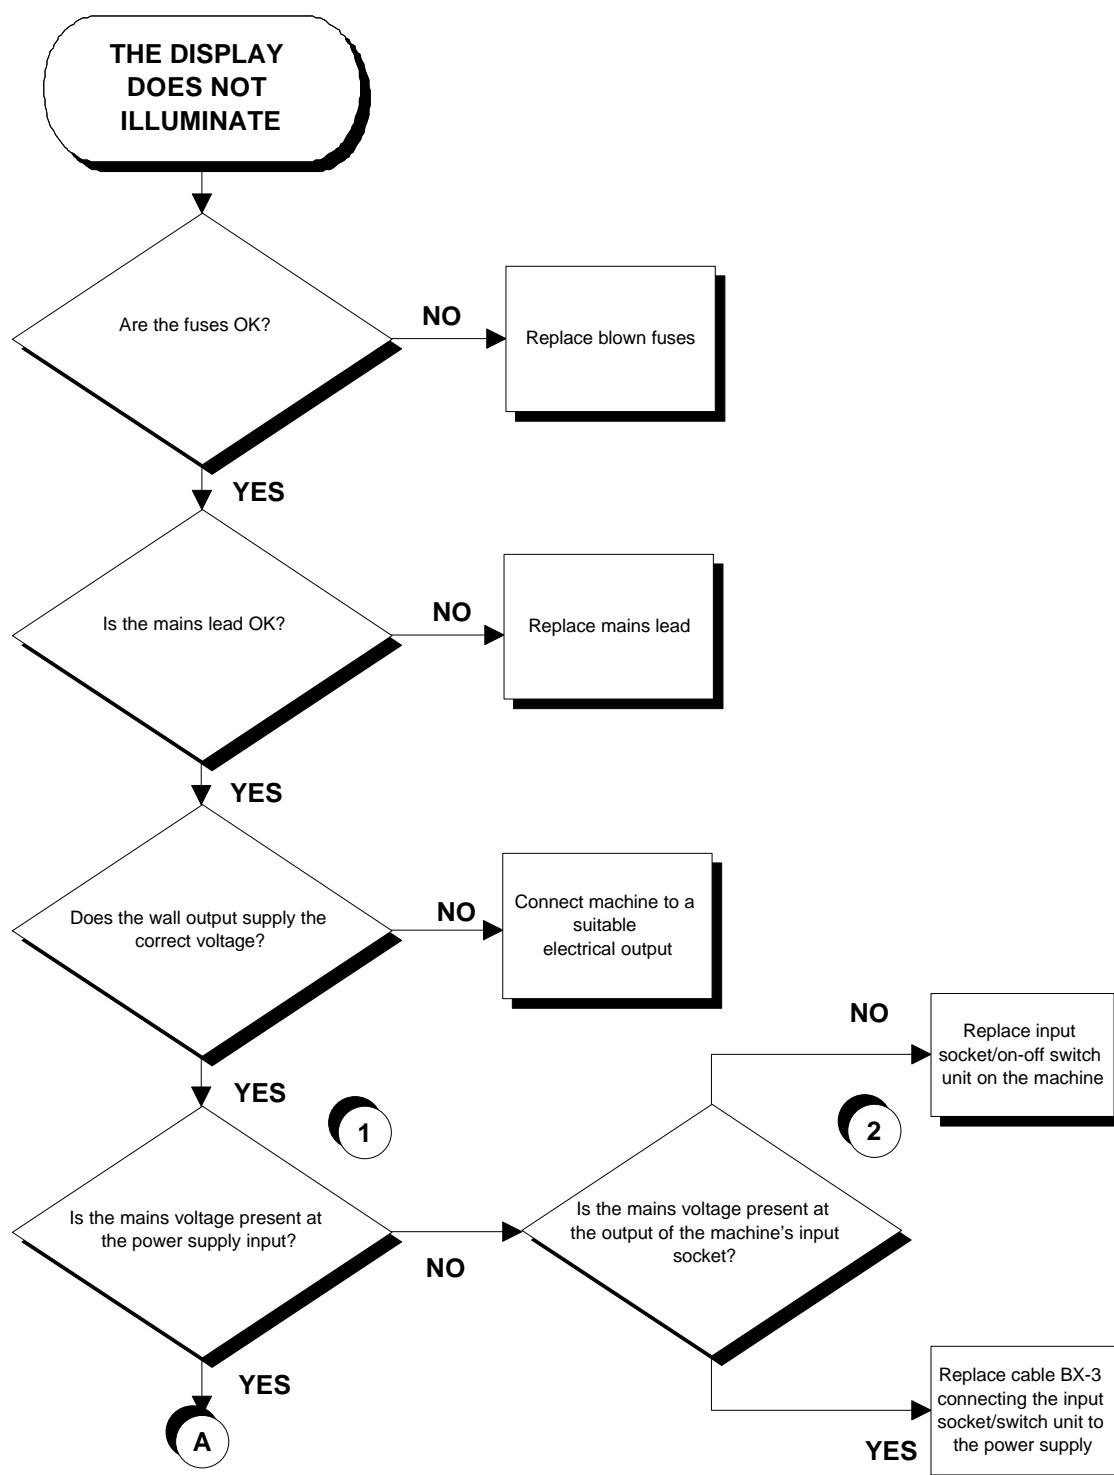 THE DISPLAY
DOES NOT
ILLUMINATE
Are the fuses OK?
NO
Replace blown fuses
YES
Is the mains lead OK?
NO
Replace mains lead
YES
Does the wall output supply the
correct voltage?
NO
Connect machine to a
suitable
electrical output
YES
1
Is the mains voltage present at
the power supply input?
NO
2
Is the mains voltage present at
the output of the machine's input
socket?
NO
Replace input
socket/on-off switch
unit on the machine
YES
Replace cable BX-3
connecting the input
socket/switch unit to
the power supply
YES
A